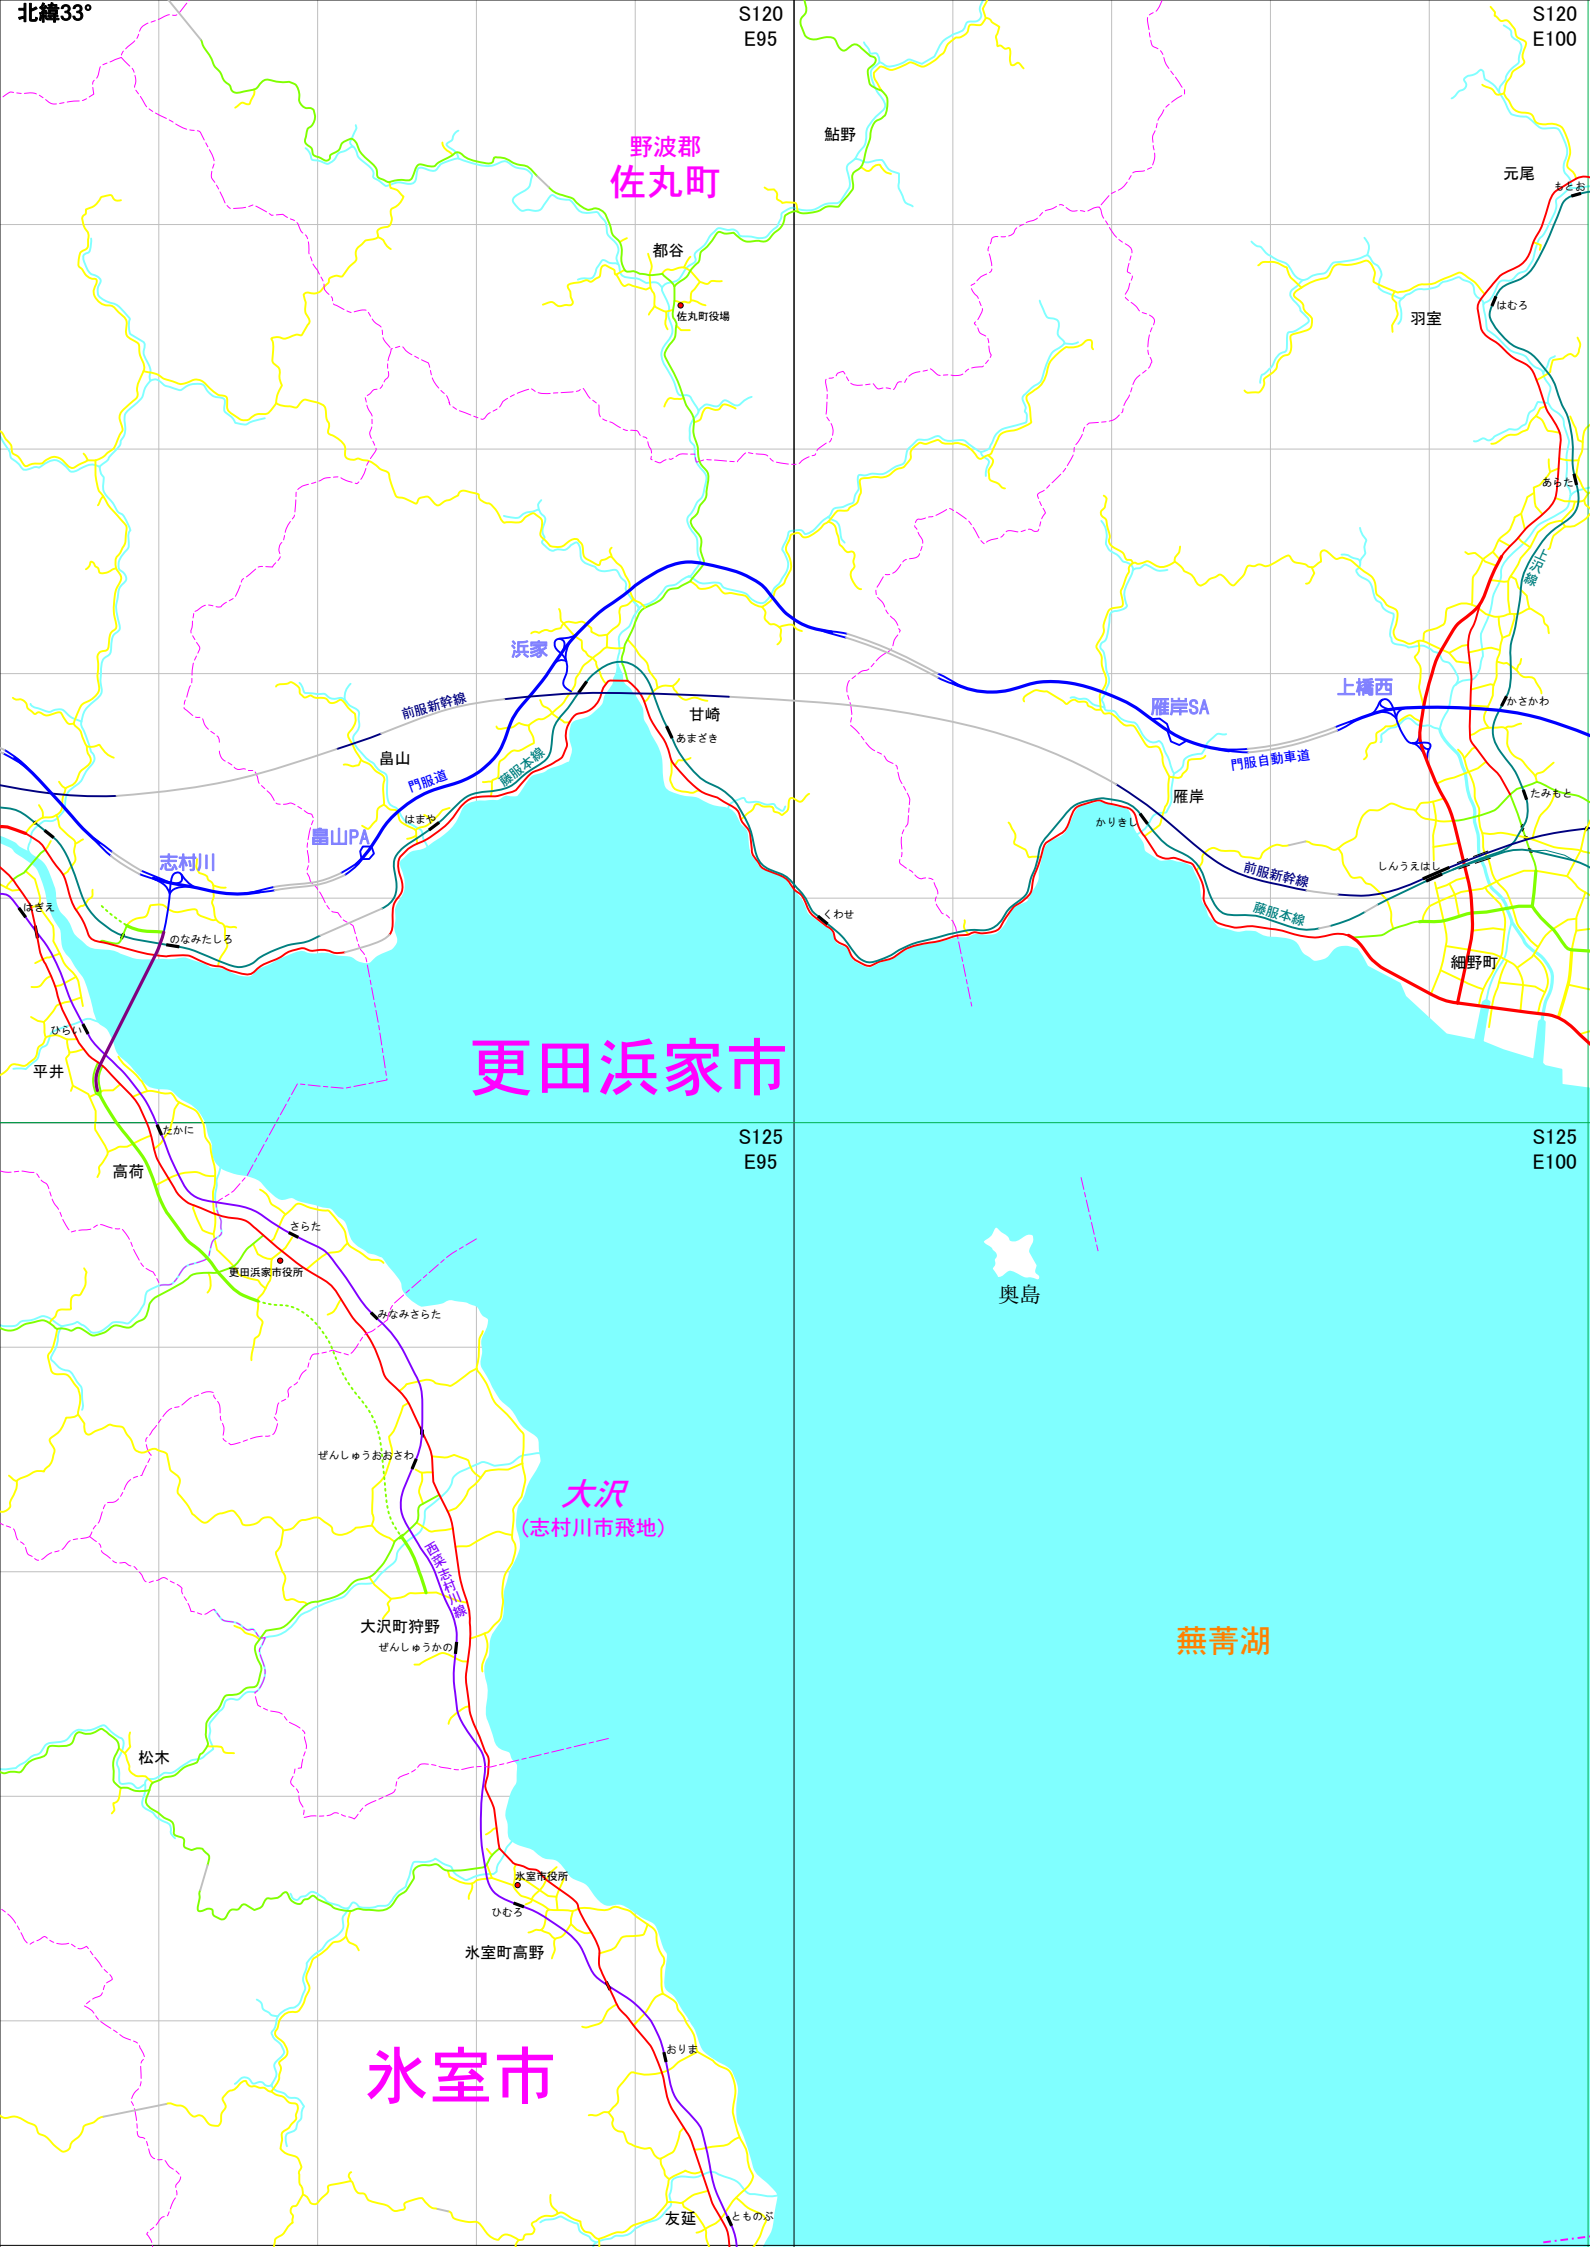 北緯33°
S120
E95
S120
E100
鮎野
野波郡
佐丸町
元尾
もとお
都谷
佐丸町役場
はむろ
羽室
あらた
上沢線
浜家
前服新幹線
甘崎
あまざき
雁岸SA
上橋西
かさかわ
畠山
門服道
藤服本線
門服自動車道
雁岸
たみもと
はまや
かりきし
畠山PA
志村川
しんうえはし
前服新幹線
はぎえ
くわせ
藤服本線
のなみたしろ
細野町
ひらい
平井
更田浜家市
たかに
S125
E95
S125
E100
高荷
さらた
更田浜家市役所
奥島
みなみさらた
ぜんしゅうおおさわ
大沢
(志村川市飛地)
西菜志村川線
大沢町狩野
ぜんしゅうかの
蕪菁湖
松木
氷室市役所
ひむろ
氷室町高野
おりま
氷室市
友延
とものぶ